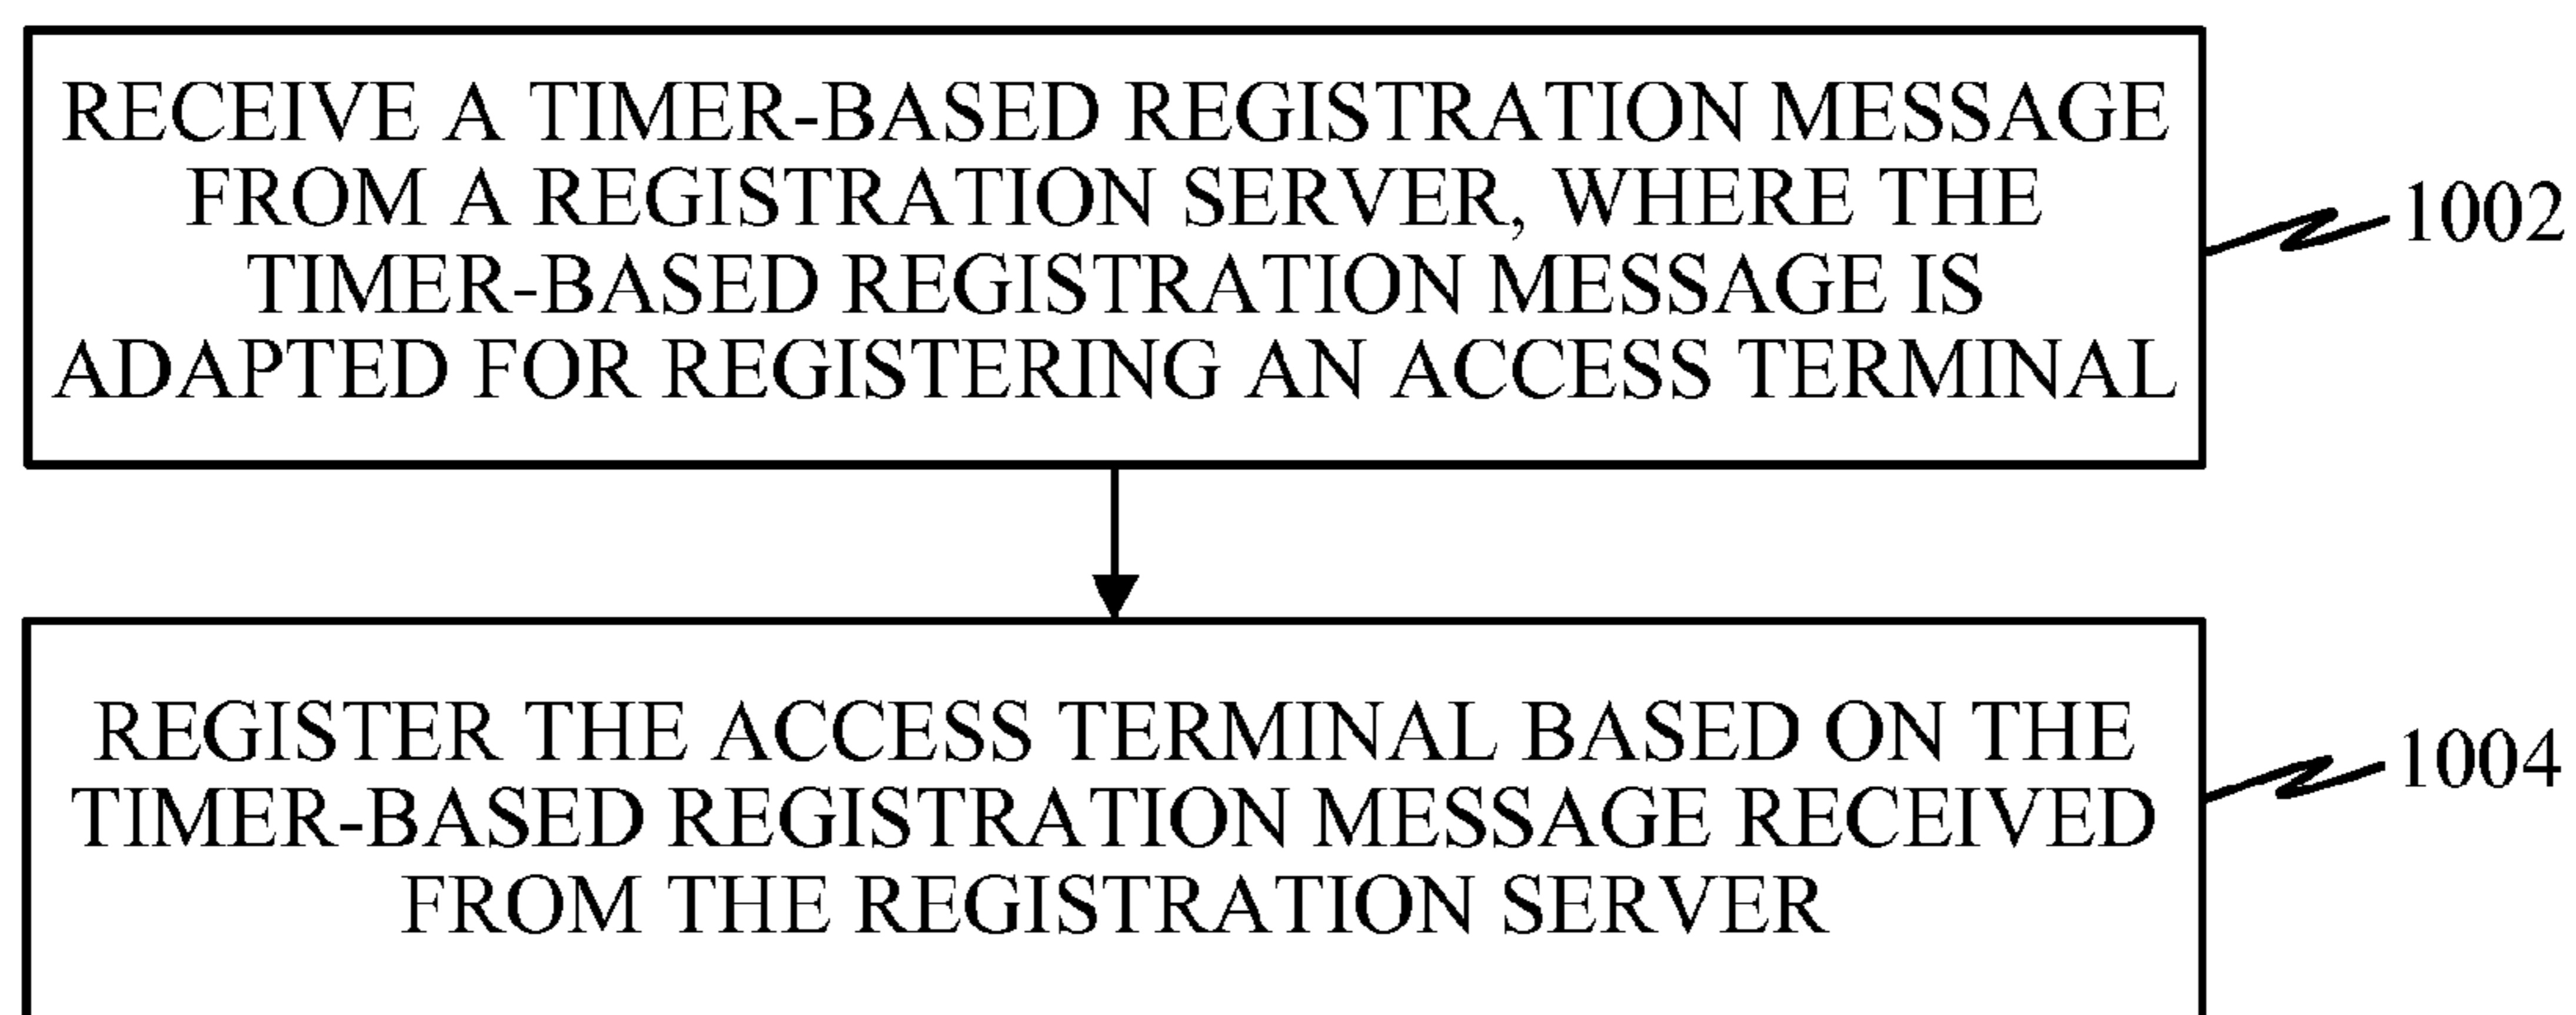 RECEIVE A TIMER-BASED REGISTRATION MESSAGE
FROM A REGISTRATION SERVER, WHERE THE
TIMER-BASED REGISTRATION MESSAGE IS
ADAPTED FOR REGISTERING AN ACCESS TERMINAL
1002
REGISTER THE ACCESS TERMINAL BASED ON THE
TIMER-BASED REGISTRATION MESSAGE RECEIVED
FROM THE REGISTRATION SERVER
1004